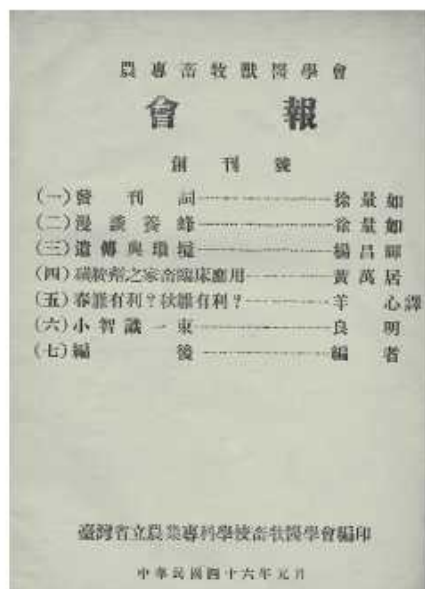 農專畜牧獸醫學會
會報
創刊號
(一)發刊詞----------徐量如
(二)漫談養蜂----------徐量如
(三)遺傳與環境----------楊昌暉
(四)磺胺劑之家畜臨床應用----------黃萬居
(五)春雛有利?秋雛有利?----------羊心譯
(六)小智識一束----------良明
(七)編後----------編者
臺灣省立農業專科學校畜牧醫學會編印
中華民國四十六年元月